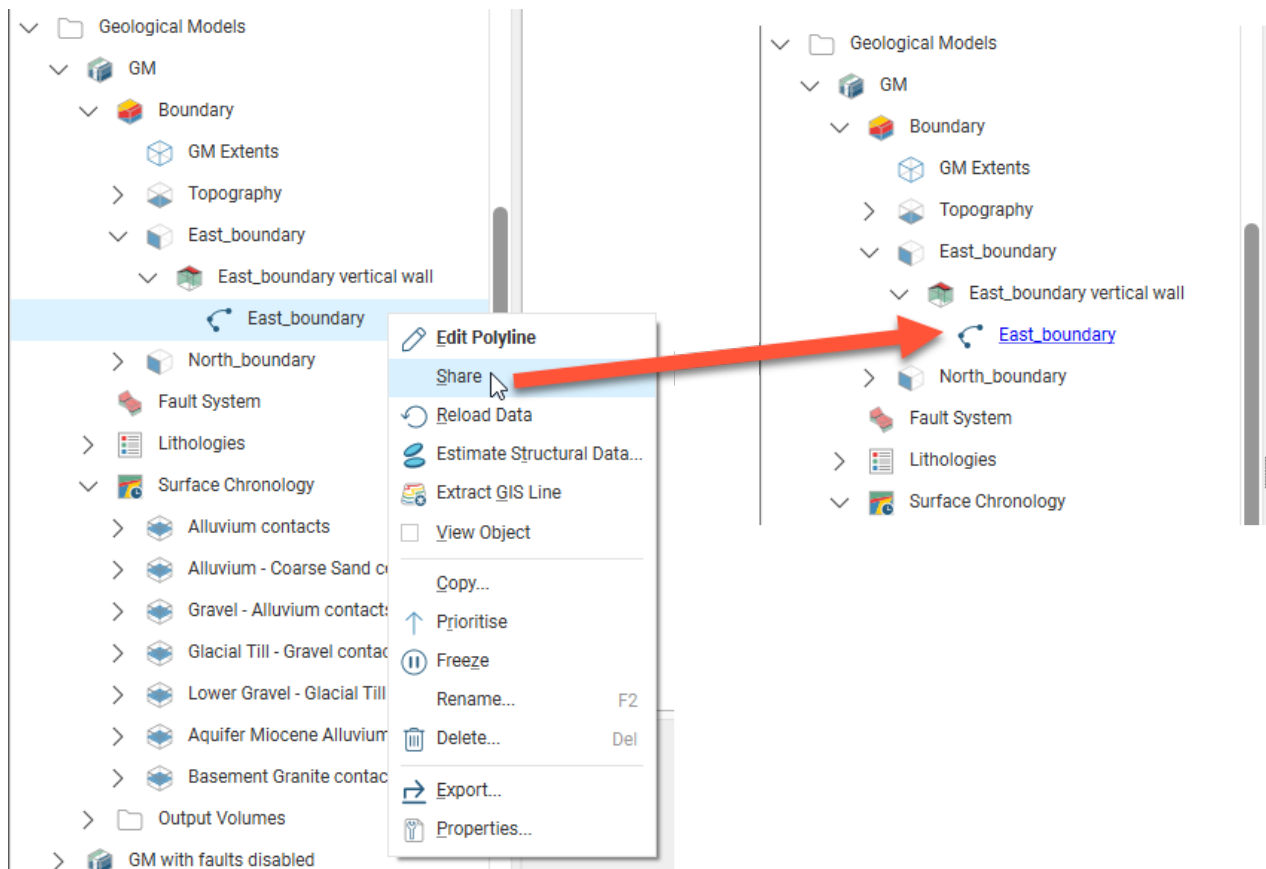 Geological Models
GM
Boundary
GM Extents
Topography
East_boundary
East_boundary vertical wall
East_boundary
North_boundary
Fault System
Lithologies
Surface Chronology
Alluvium contacts
Alluvium - Coarse Sand c
Gravel - Alluvium contact
Glacial Till - Gravel contac
Lower Gravel - Glacial Till
Aquifer Miocene Alluvium
Basement Granite contac
Output Volumes
GM with faults disabled
Edit Polyline
Share
Reload Data
Estimate Structural Data...
Extract GIS Line
View Object
Copy...
Prioritise
Freeze
Rename... F2
Delete... Del
Export...
Properties...
Geological Models
GM
Boundary
GM Extents
Topography
East_boundary
East_boundary vertical wall
East_boundary
North_boundary
Fault System
Lithologies
Surface Chronology